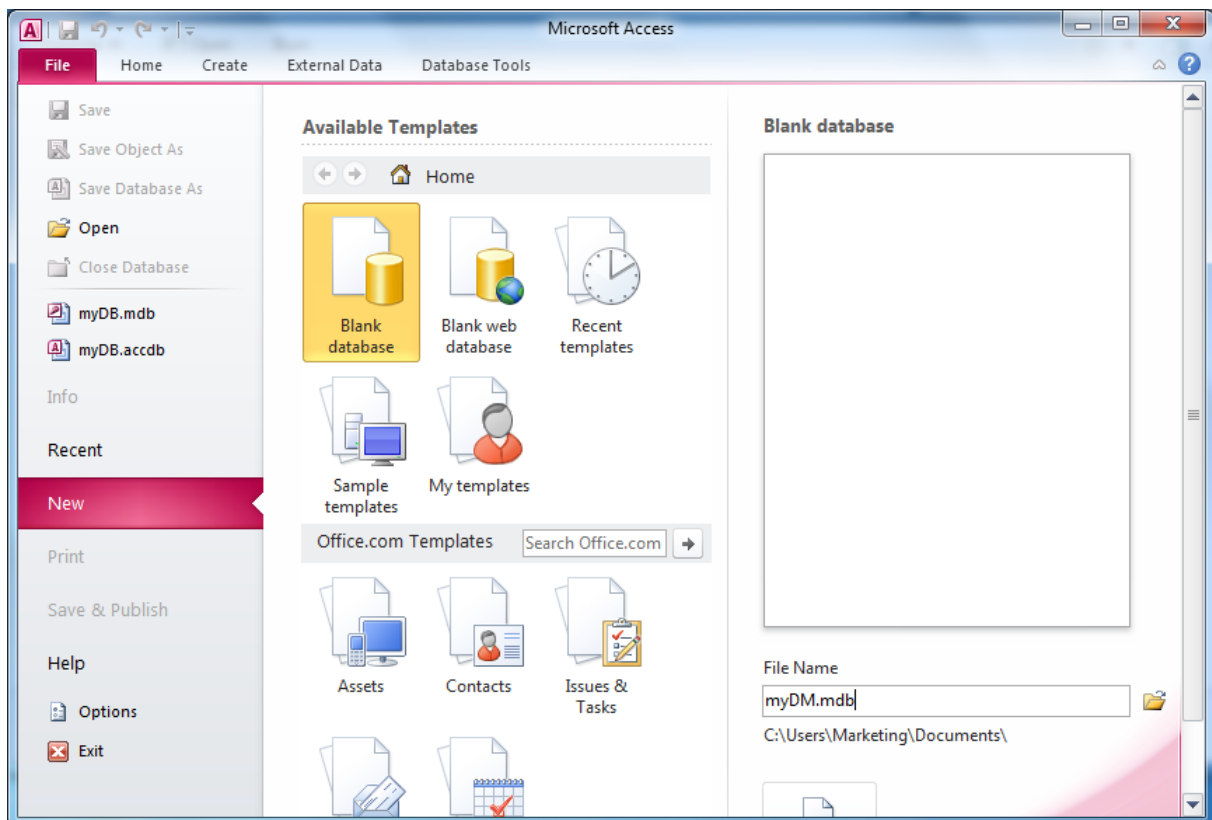 A
Microsoft Access
File Home Create External Data Database Tools
Save
Save Object As
Save Database As
Open
Close Database
myDB.mdb
myDB.accdb
Info
Recent
New
Print
Save & Publish
Help
Options
Exit
Available Templates
Home
Blank
database
Blank web
database
Recent
templates
Sample
templates
My templates
Office.com Templates Search Office.com
Assets
Contacts
Issues &
Tasks
Blank database
File Name
myDM.mdb
C:\Users\Marketing\Documents\